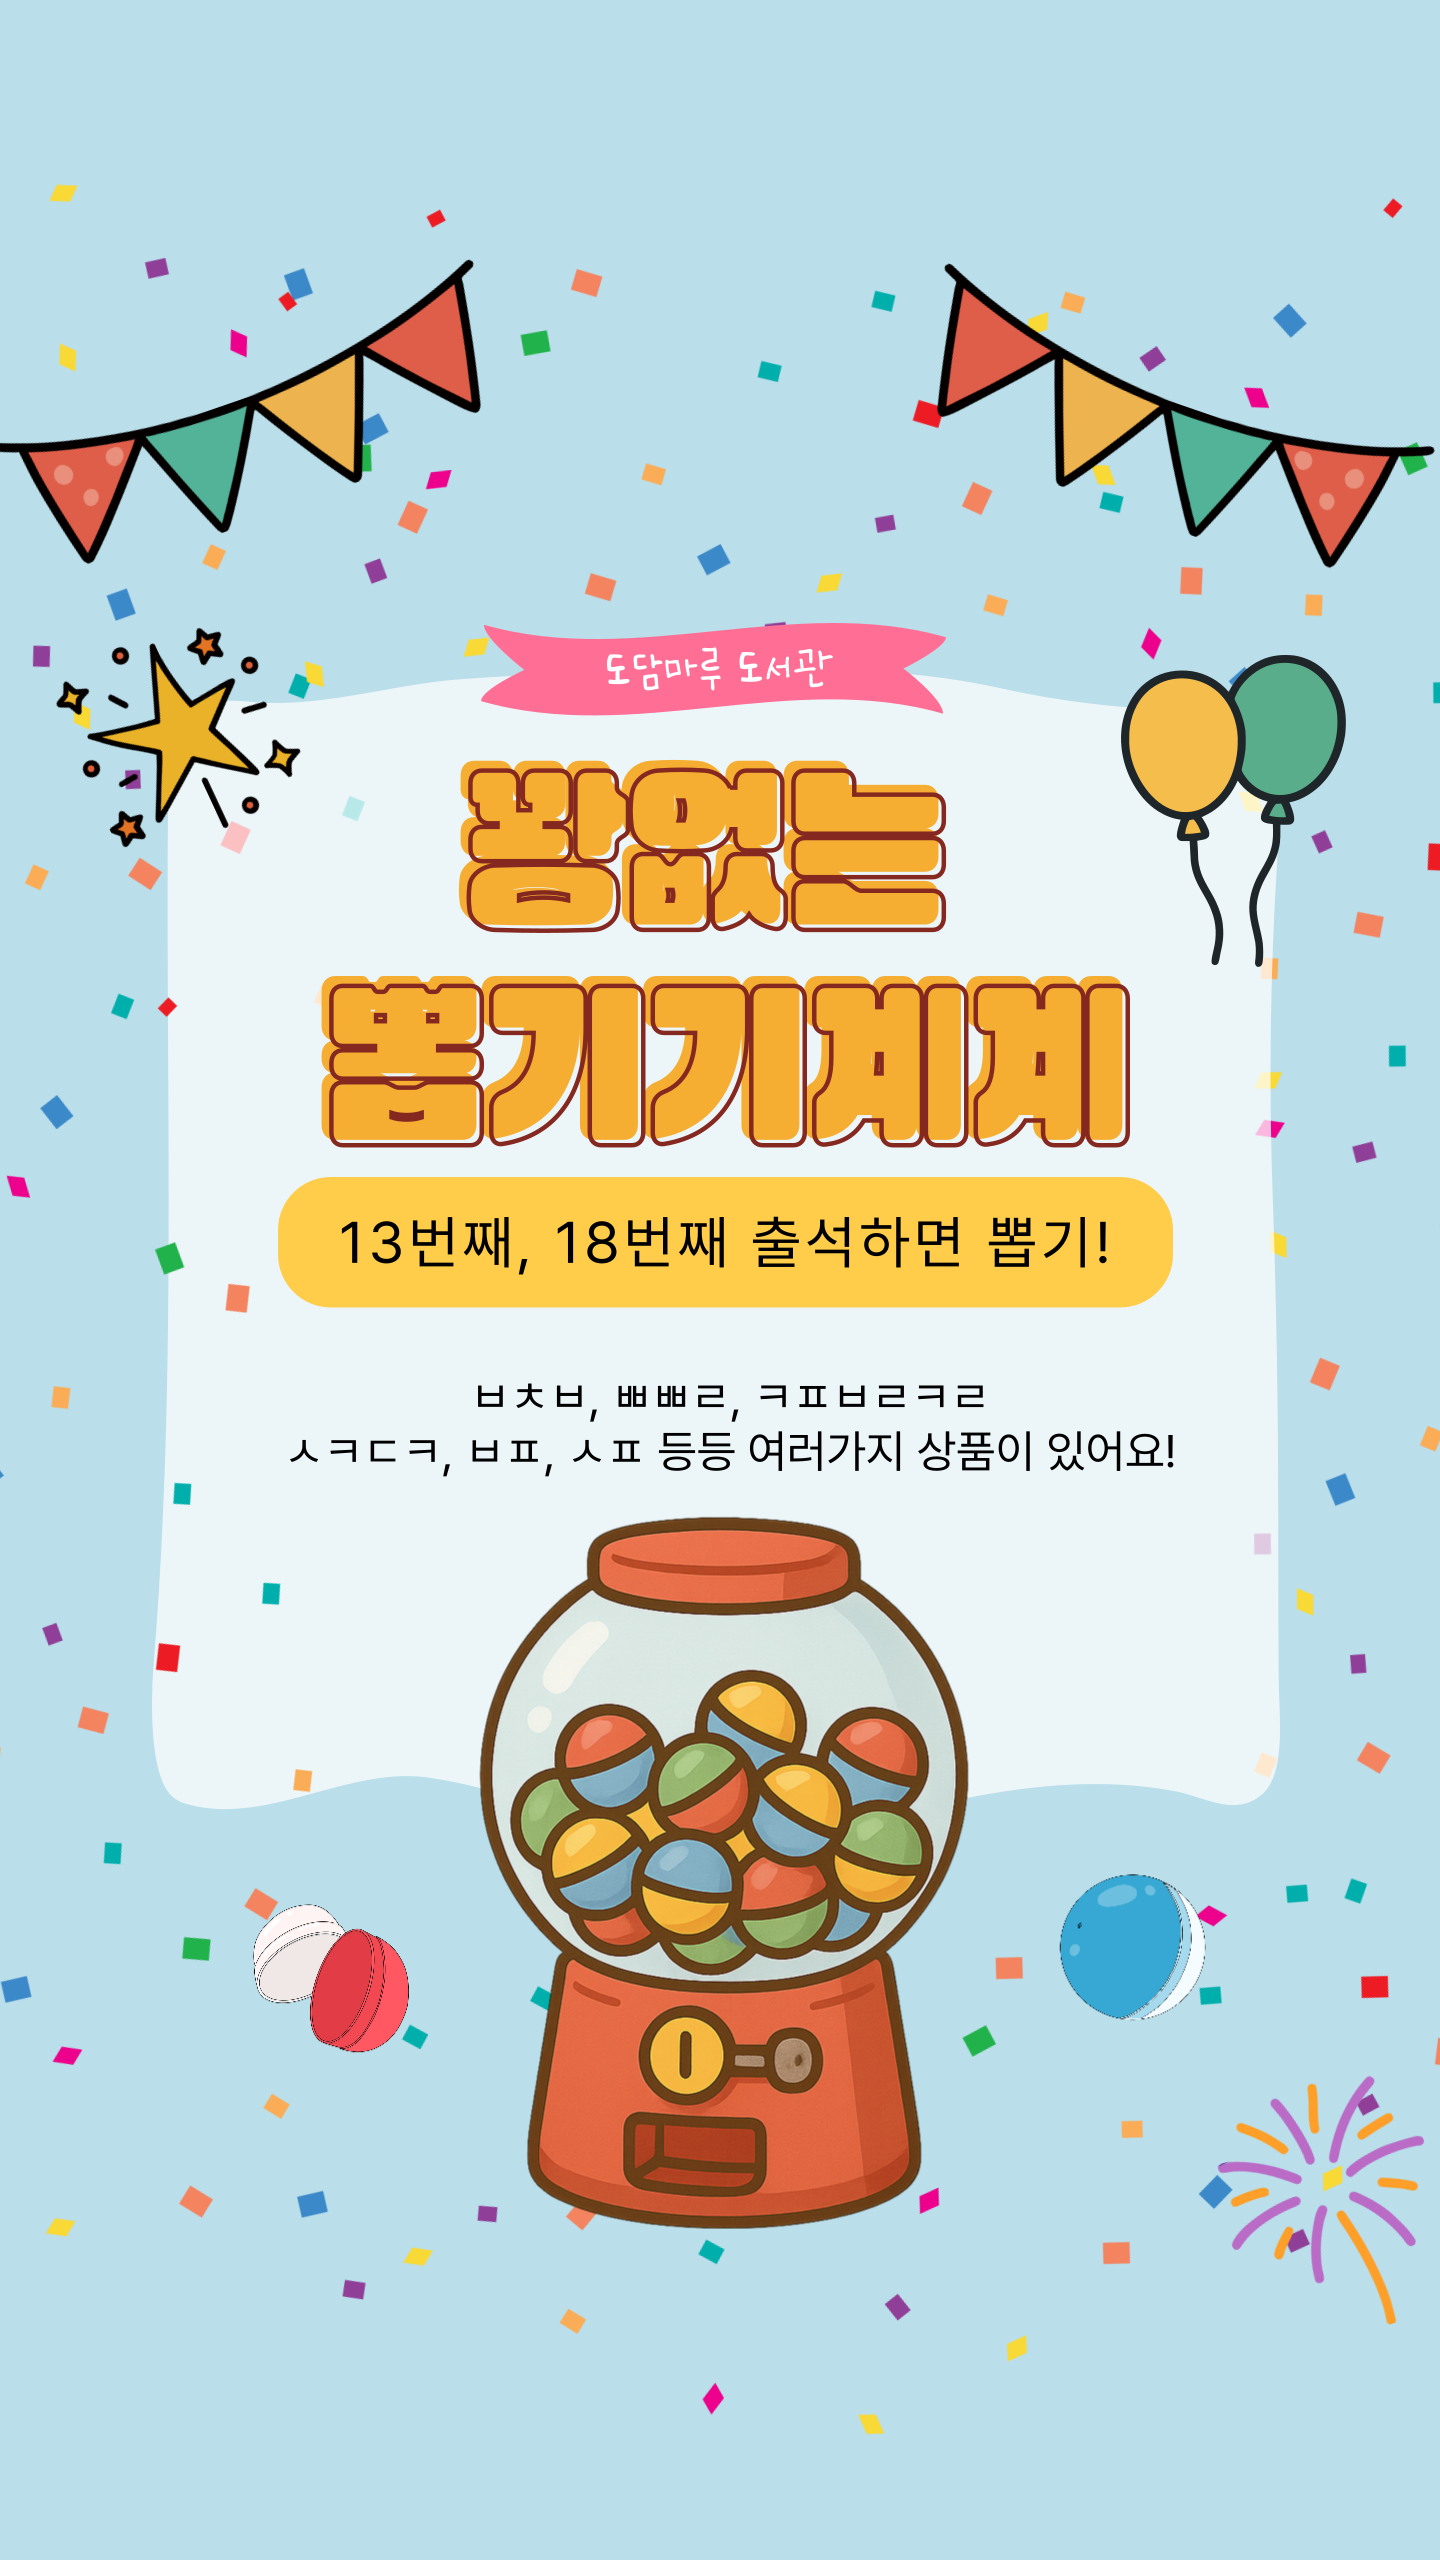 도담마루 도서관
꽝없는
뽑기기계계
13번째, 18번째 출석하면 뽑기!
ㅂㅊㅂ, ㅃㅃㄹ, ㅋㅍㅂㄹㅋㄹ
ㅅㅋㄷㅋ, ㅂㅍ, ㅅㅍ 등등 여러가지 상품이 있어요!